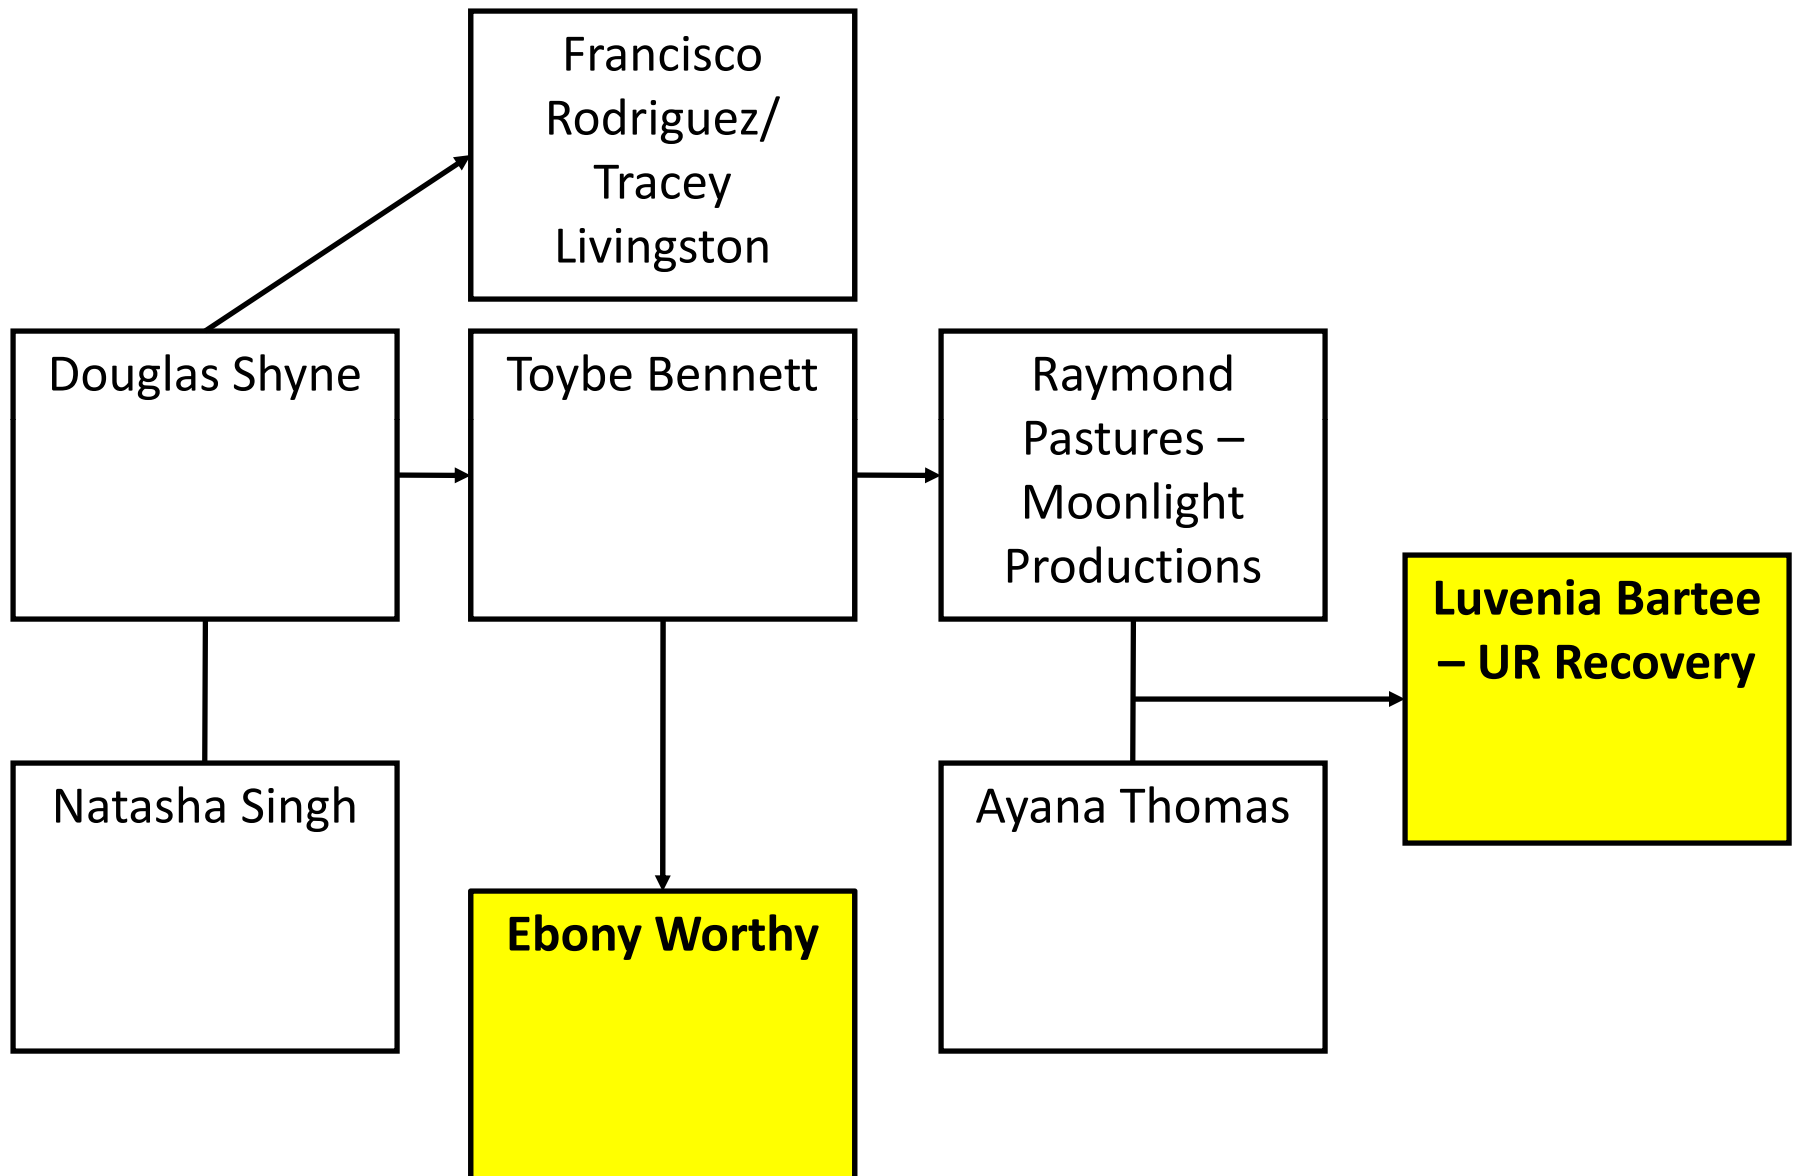 Francisco
Rodriguez/
Tracey
Livingston
Douglas Shyne
Toybe Bennett
Raymond
Pastures –
Moonlight
Productions
Luvenia Bartee
– UR Recovery
Natasha Singh
Ayana Thomas
Ebony Worthy